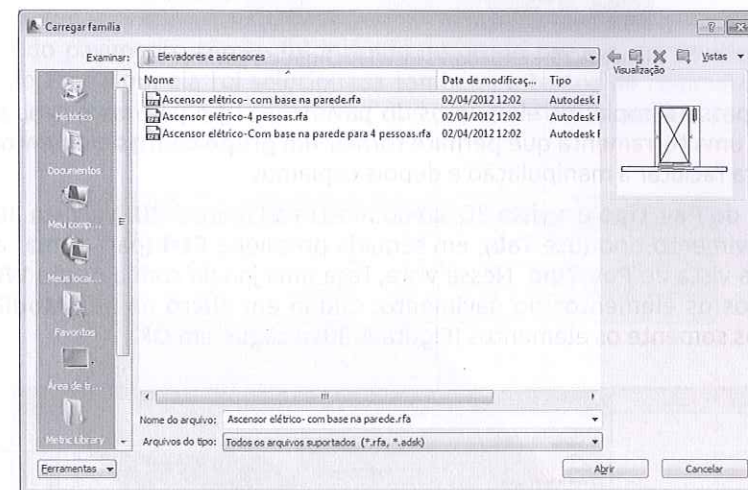 Carregar família
Examinar: Elevadores e ascensores Vistas
Visualização
Nome Data de modificaç... Tipo
Ascensor elétrico- com base na parede.rfa 02/04/2012 12:02 Autodesk F
Ascensor elétrico-4 pessoas.rfa 02/04/2012 12:02 Autodesk F
Ascensor elétrico-Com base na parede para 4 pessoas.rfa 02/04/2012 12:02 Autodesk F
Histórico
Documentos
Meu comp...
Meus locai...
Favoritos
Área de tr...
Metric Library
Nome do arquivo: Ascensor elétrico- com base na parede.rfa
Arquivos do tipo: Todos os arquivos suportados (*.rfa, *.adsk)
Ferramentas Abrir Cancelar